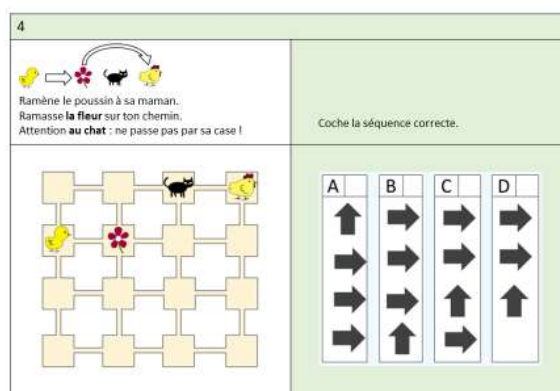 4
Ramène le poussin à sa maman.
Ramasse la fleur sur ton chemin.
Attention au chat : ne passe pas par sa case !
Coche la séquence correcte.
A B C D